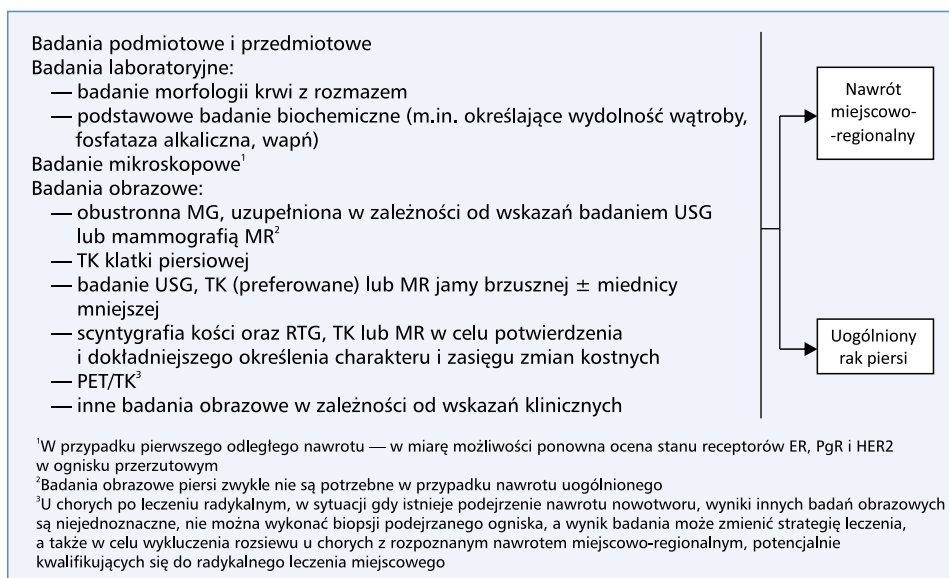 Badania podmiotowe i przedmiotowe
Badania laboratoryjne:
— badanie morfologii krwi z rozmazem
— podstawowe badanie biochemiczne (m.in. określające wydolność wątroby,
fosfataza alkaliczna, wapń)
Badanie mikroskopowe¹
Badania obrazowe:
— obustronna MG, uzupełniona w zależności od wskazań badaniem USG
lub mammografią MR²
— TK klatki piersiowej
— badanie USG, TK (preferowane) lub MR jamy brzusznej ± miednicy
mniejszej
— scyntygrafia kości oraz RTG, TK lub MR w celu potwierdzenia
i dokładniejszego określenia charakteru i zasięgu zmian kostnych
— PET/TK³
— inne badania obrazowe w zależności od wskazań klinicznych
Nawrót
miejscowo-
-regionalny
Uogólniony
rak piersi
¹W przypadku pierwszego odległego nawrotu — w miarę możliwości ponowna ocena stanu receptorów ER, PgR i HER2
w ognisku przerzutowym
²Badania obrazowe piersi zwykle nie są potrzebne w przypadku nawrotu uogólnionego
³U chorych po leczeniu radykalnym, w sytuacji gdy istnieje podejrzenie nawrotu nowotworu, wyniki innych badań obrazowych
są niejednoznaczne, nie można wykonać biopsji podejrzanego ogniska, a wynik badania może zmienić strategię leczenia,
a także w celu wykluczenia rozsiewu u chorych z rozpoznanym nawrotem miejscowo-regionalnym, potencjalnie
kwalifikujących się do radykalnego leczenia miejscowego